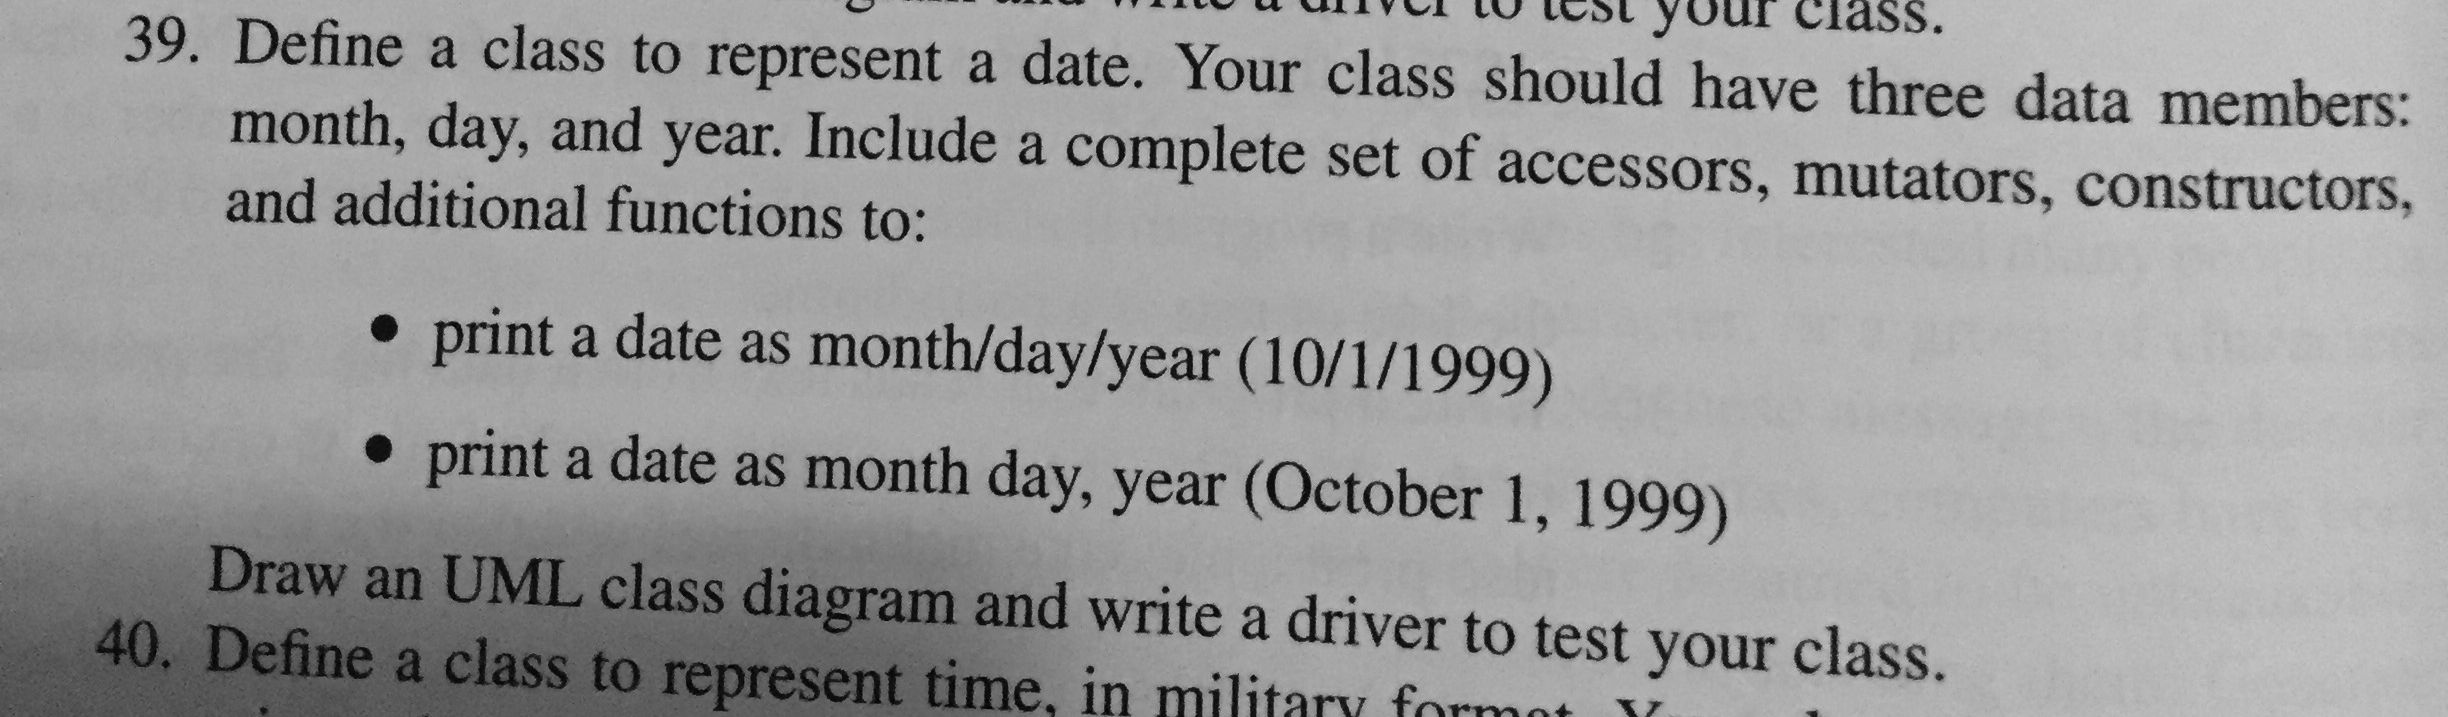 write a driver to test your class.
39. Define a class to represent a date. Your class should have three data members:
month, day, and year. Include a complete set of accessors, mutators, constructors,
and additional functions to:
• print a date as month/day/year (10/1/1999)
• print a date as month day, year (October 1, 1999)
Draw an UML class diagram and write a driver to test your class.
40. Define a class to represent time, in military format.